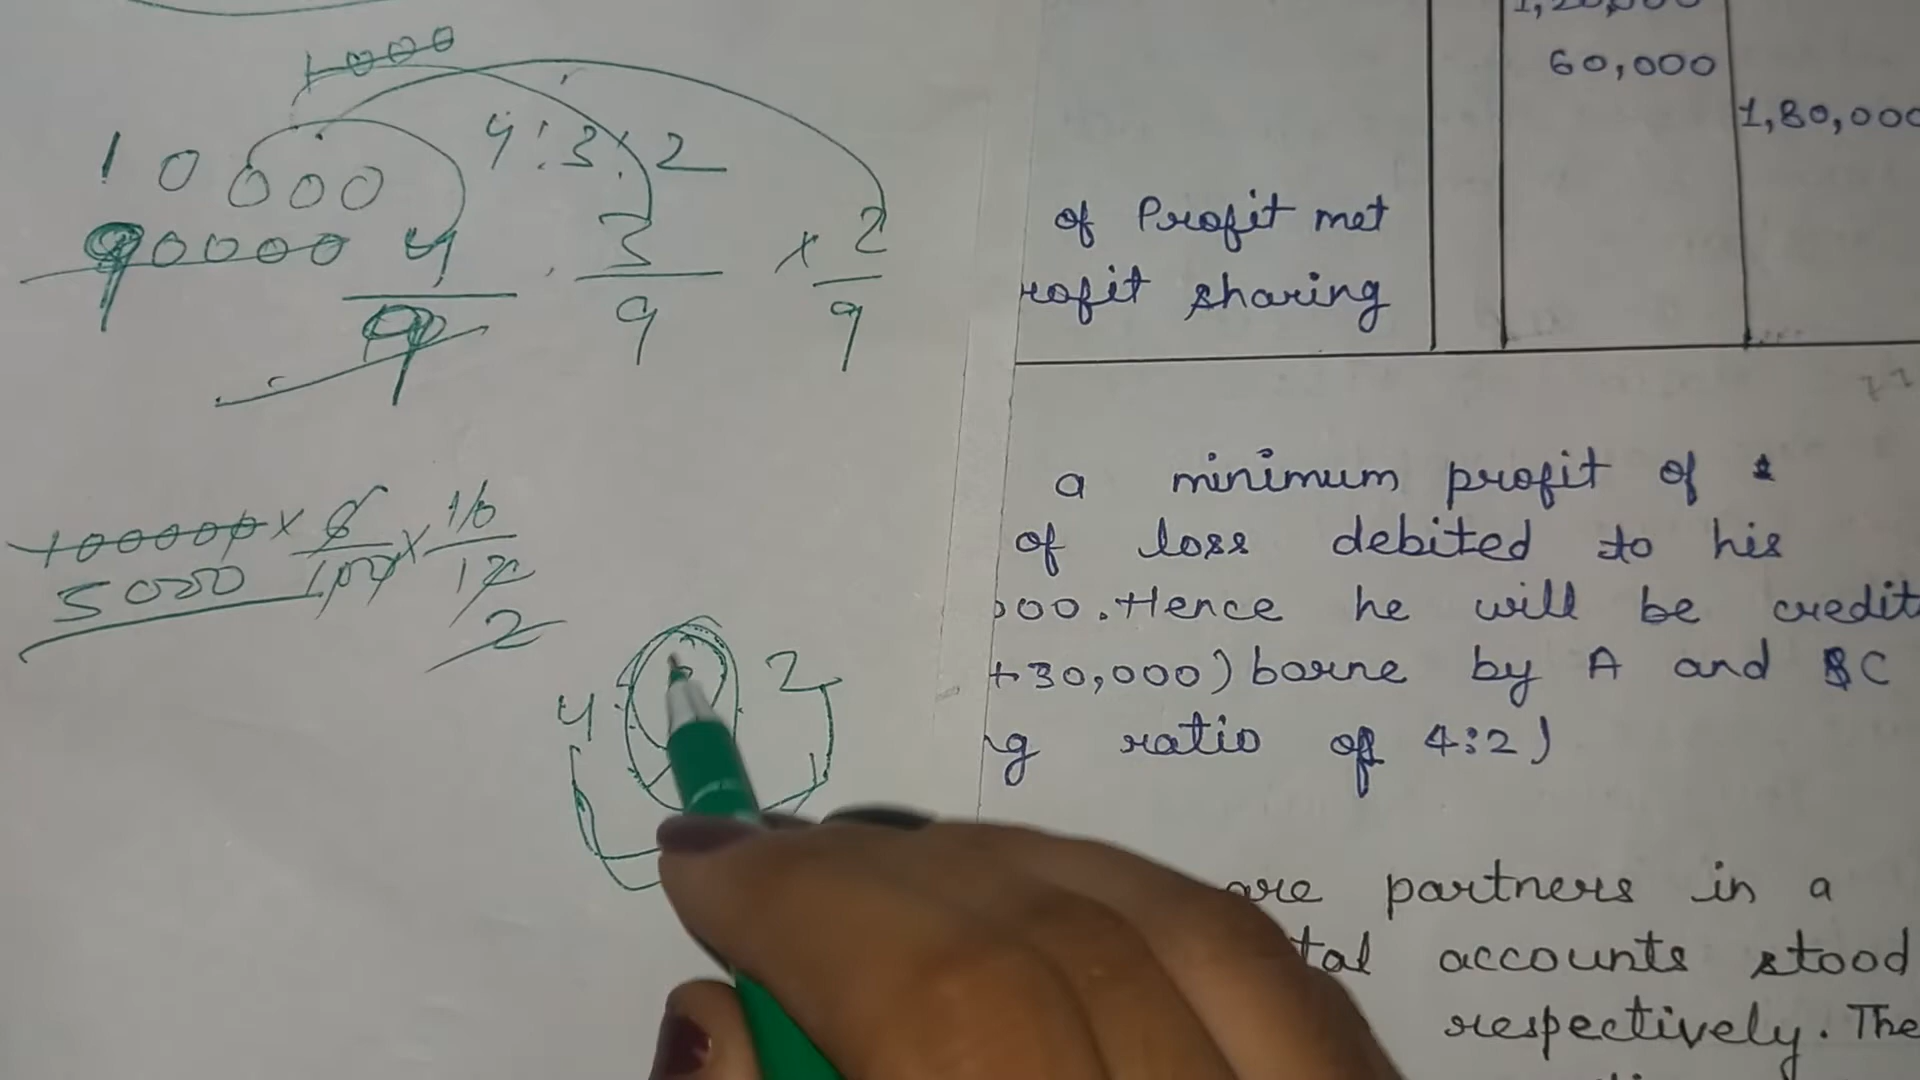 1000
10000
4:3:2
90000 4/9 . 3/9 × 2/9
100000 × 6/100 × 10/12
5000
2
4 2
60,000
1,80,000
of Profit met
rofit sharing
a minimum profit of
of loss debited to his
000. Hence he will be credit
+30,000) borne by A and C
g ratio of 4:2)
are partners in a
tal accounts stood
respectively. The